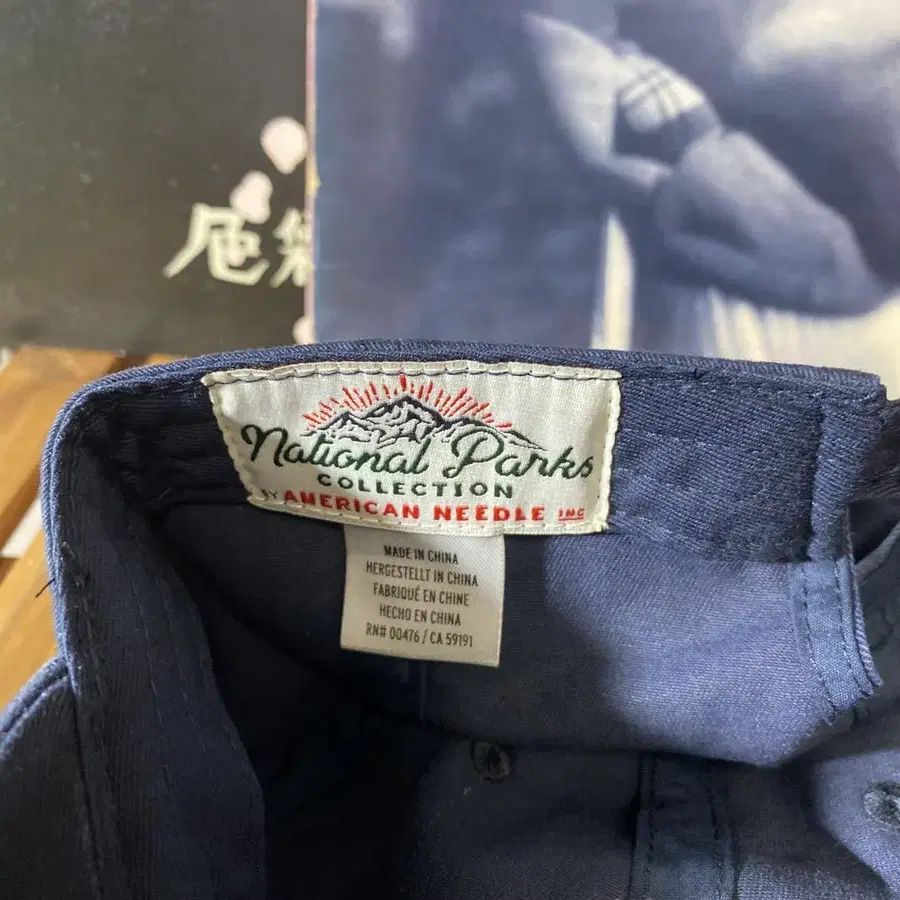 National Parks
COLLECTION
BY AMERICAN NEEDLE INC
MADE IN CHINA
HERGESTELLT IN CHINA
FABRIQUÉ EN CHINE
HECHO EN CHINA
RN# 00476 / CA 59191